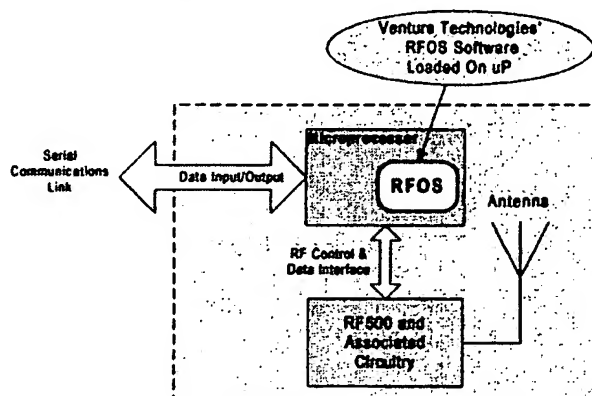 Venture Technologies'
RFOS Software
Loaded On uP
Microprocessor
Serial
Communications
Link
Data Input/Output
RFOS
Antenna
RF Control &
Data Interface
RF500 and
Associated
Circuitry